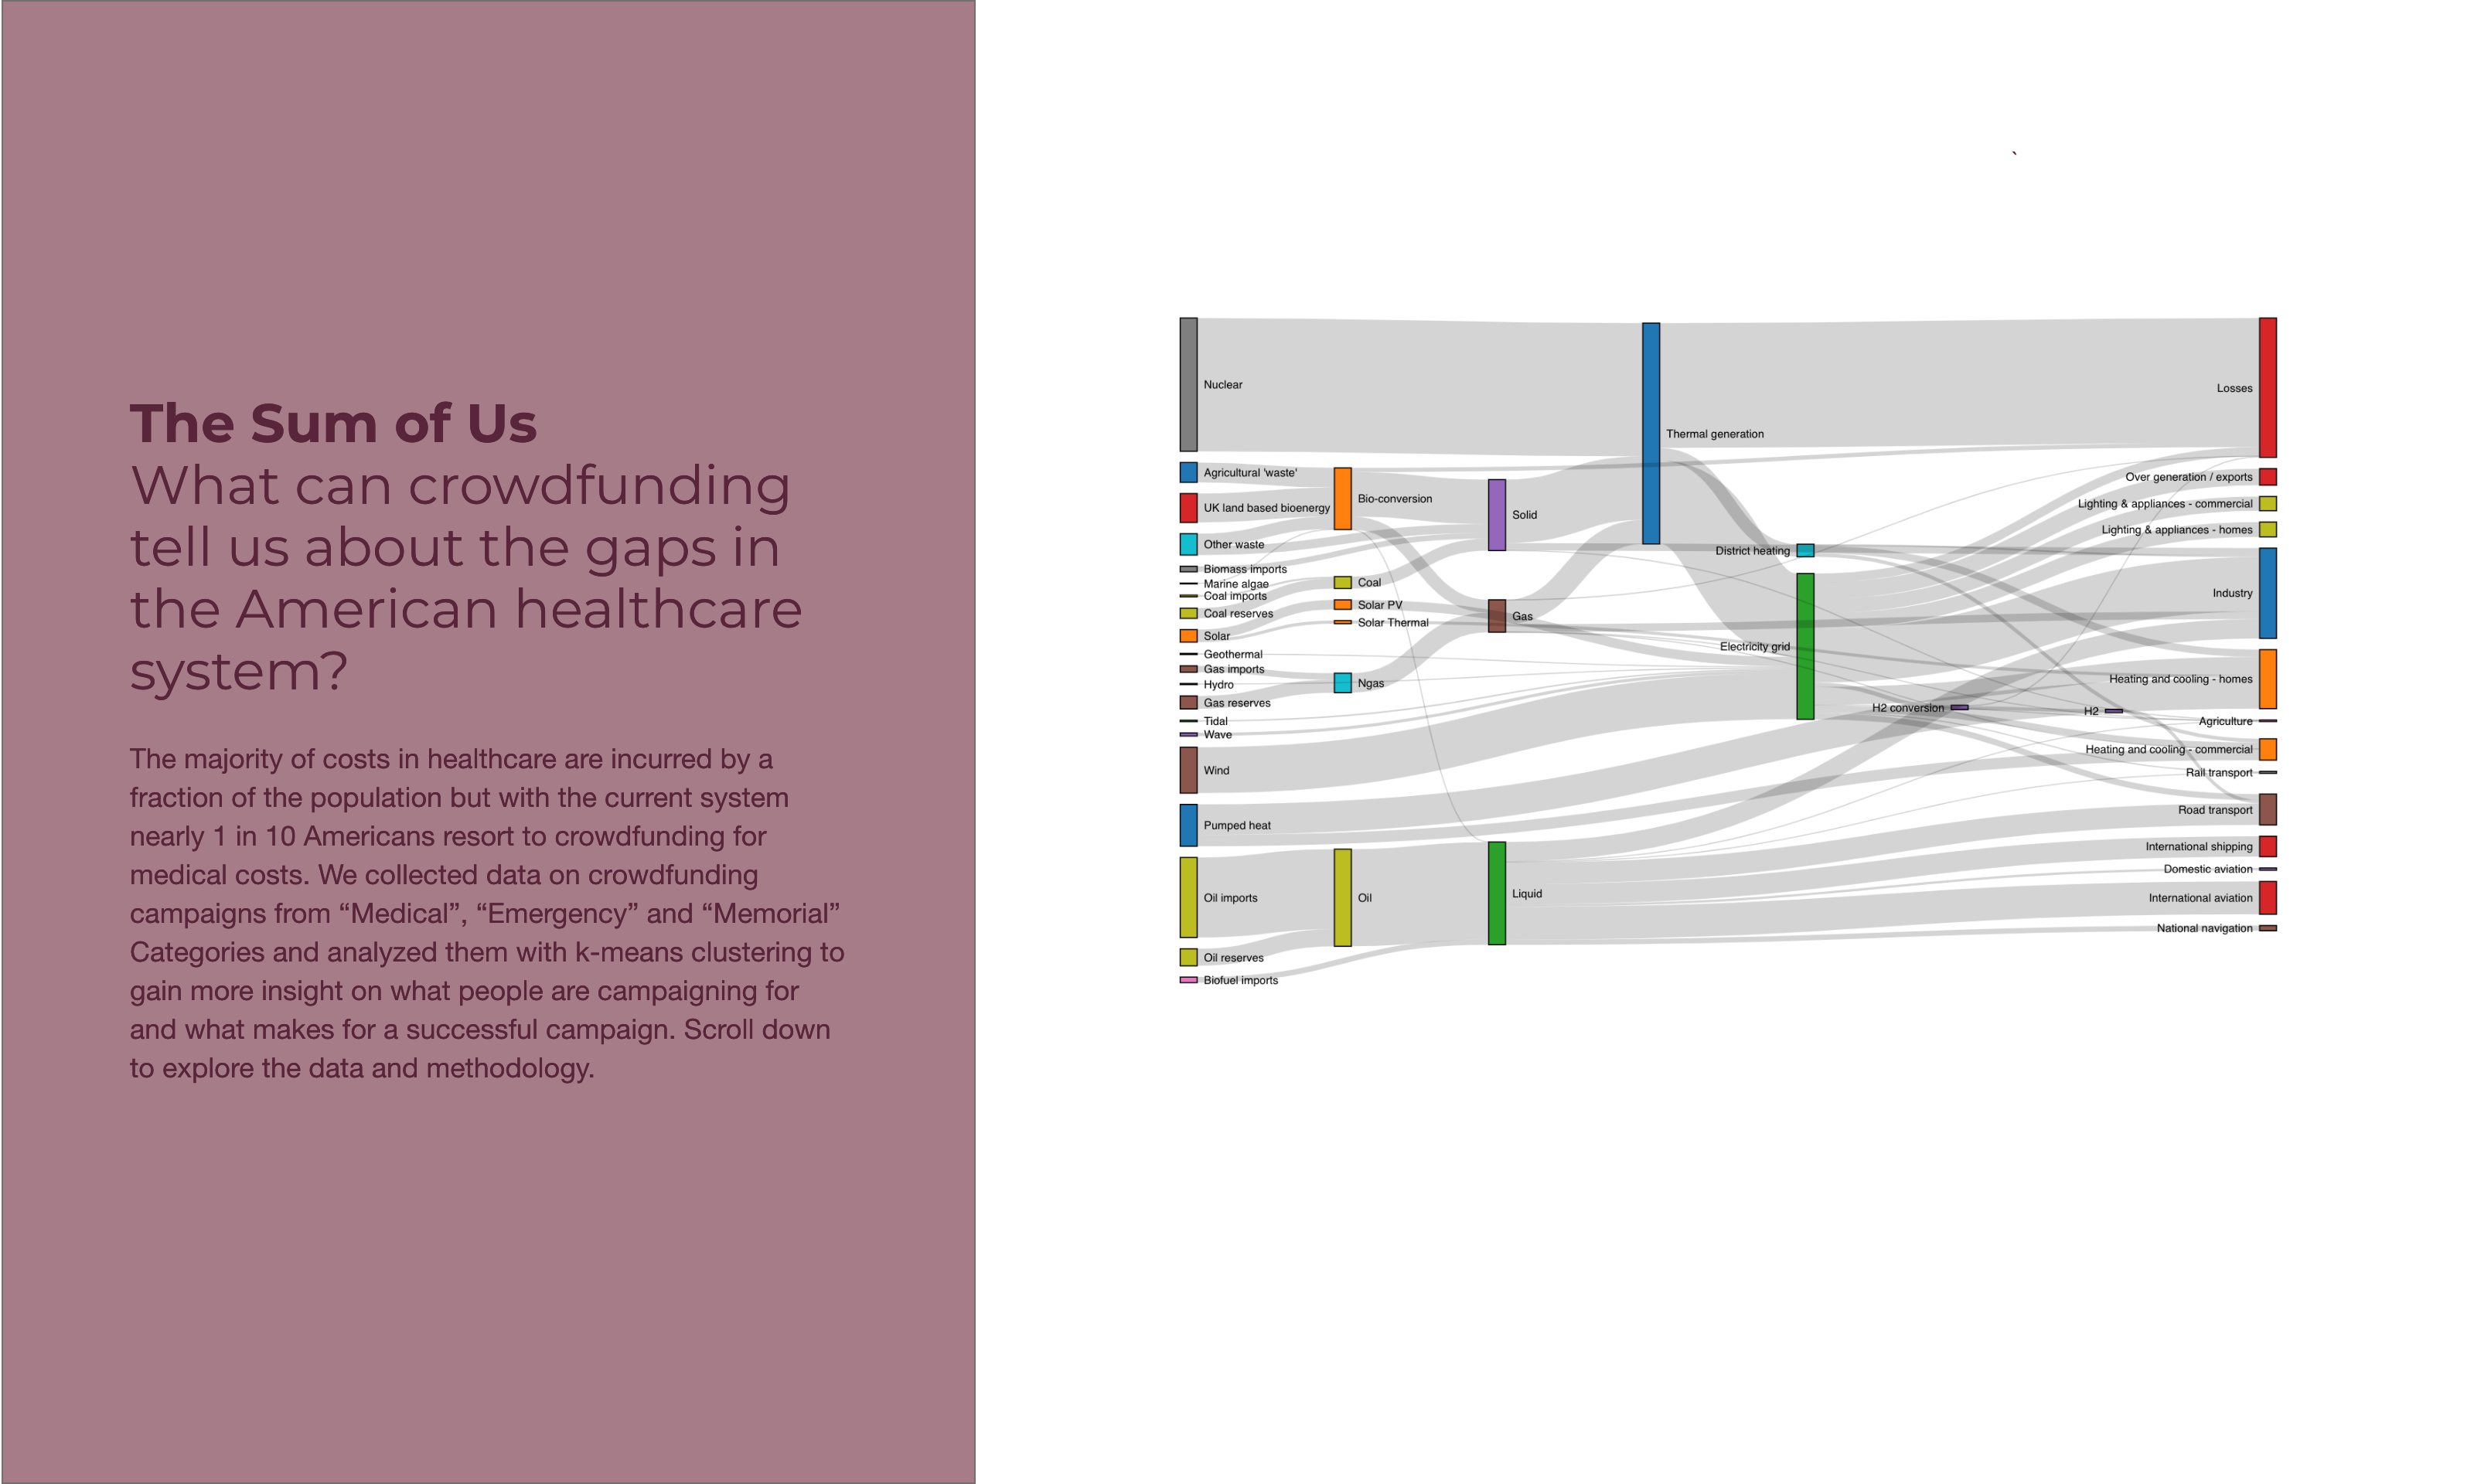 The Sum of Us
What can crowdfunding
tell us about the gaps in
the American healthcare
system?
The majority of costs in healthcare are incurred by a
fraction of the population but with the current system
nearly 1 in 10 Americans resort to crowdfunding for
medical costs. We collected data on crowdfunding
campaigns from “Medical”, “Emergency” and “Memorial”
Categories and analyzed them with k-means clustering to
gain more insight on what people are campaigning for
and what makes for a successful campaign. Scroll down
to explore the data and methodology.
`
Nuclear
Agricultural 'waste'
UK land based bioenergy
Other waste
Biomass imports
Marine algae
Coal imports
Coal reserves
Solar
Geothermal
Gas imports
Hydro
Gas reserves
Tidal
Wave
Wind
Pumped heat
Oil imports
Oil reserves
Biofuel imports
Bio-conversion
Coal
Solar PV
Solar Thermal
Ngas
Oil
Solid
Gas
Liquid
Thermal generation
District heating
Electricity grid
H2 conversion
H2
Losses
Over generation / exports
Lighting & appliances - commercial
Lighting & appliances - homes
Industry
Heating and cooling - homes
Agriculture
Heating and cooling - commercial
Rail transport
Road transport
International shipping
Domestic aviation
International aviation
National navigation